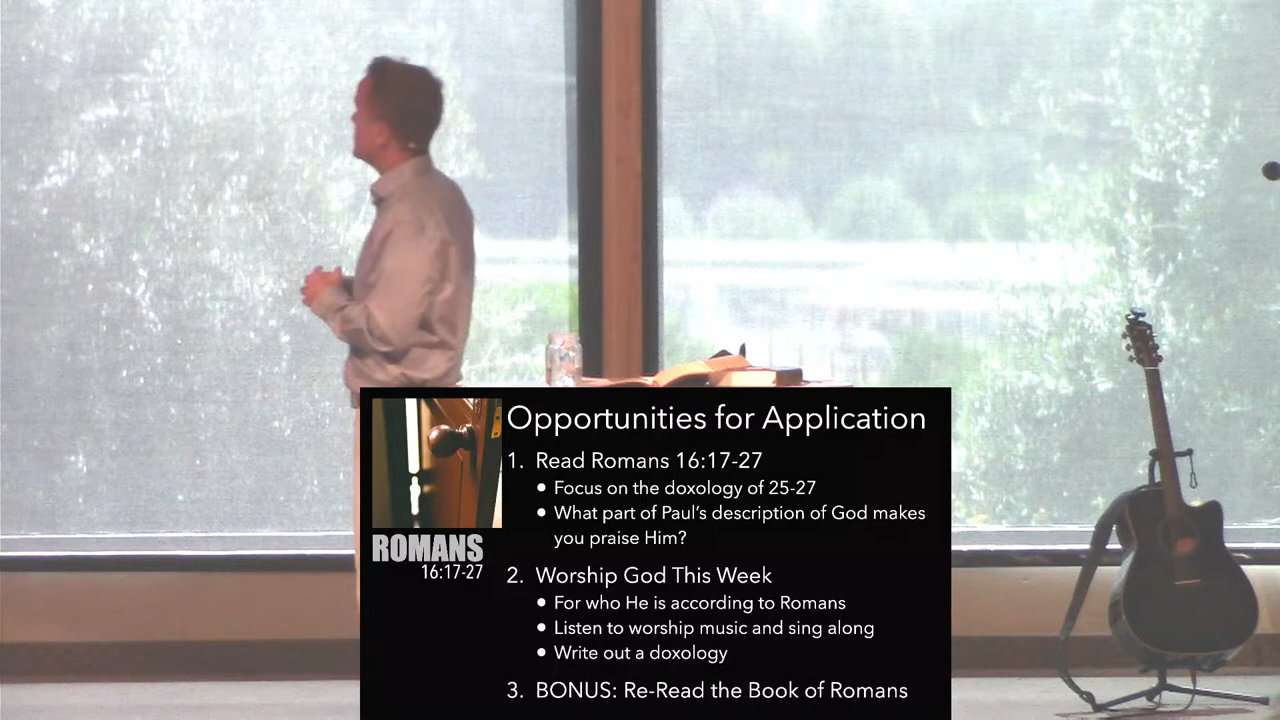 Opportunities for Application
1. Read Romans 16:17-27
• Focus on the doxology of 25-27
• What part of Paul's description of God makes
you praise Him?
ROMANS
16:17-27
2. Worship God This Week
• For who He is according to Romans
• Listen to worship music and sing along
• Write out a doxology
3. BONUS: Re-Read the Book of Romans